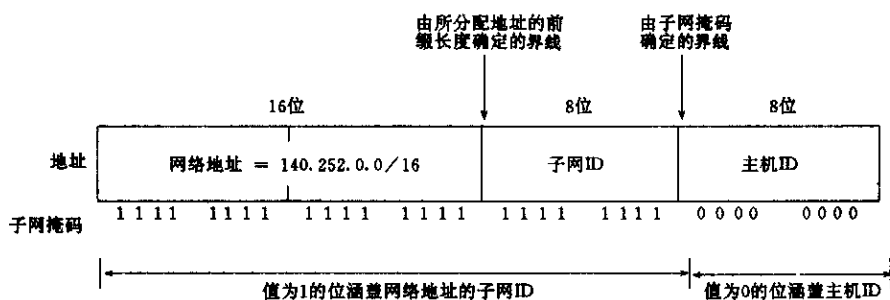 由所分配地址的前
缀长度确定的界线
由子网掩码
确定的界线
16位
8位
8位
地址
网络地址 = 140.252.0.0/16
子网ID
主机ID
子网掩码
1111 1111 1111 1111 1111 1111 0000 0000
值为1的位涵盖网络地址的子网ID
值为0的位涵盖主机ID